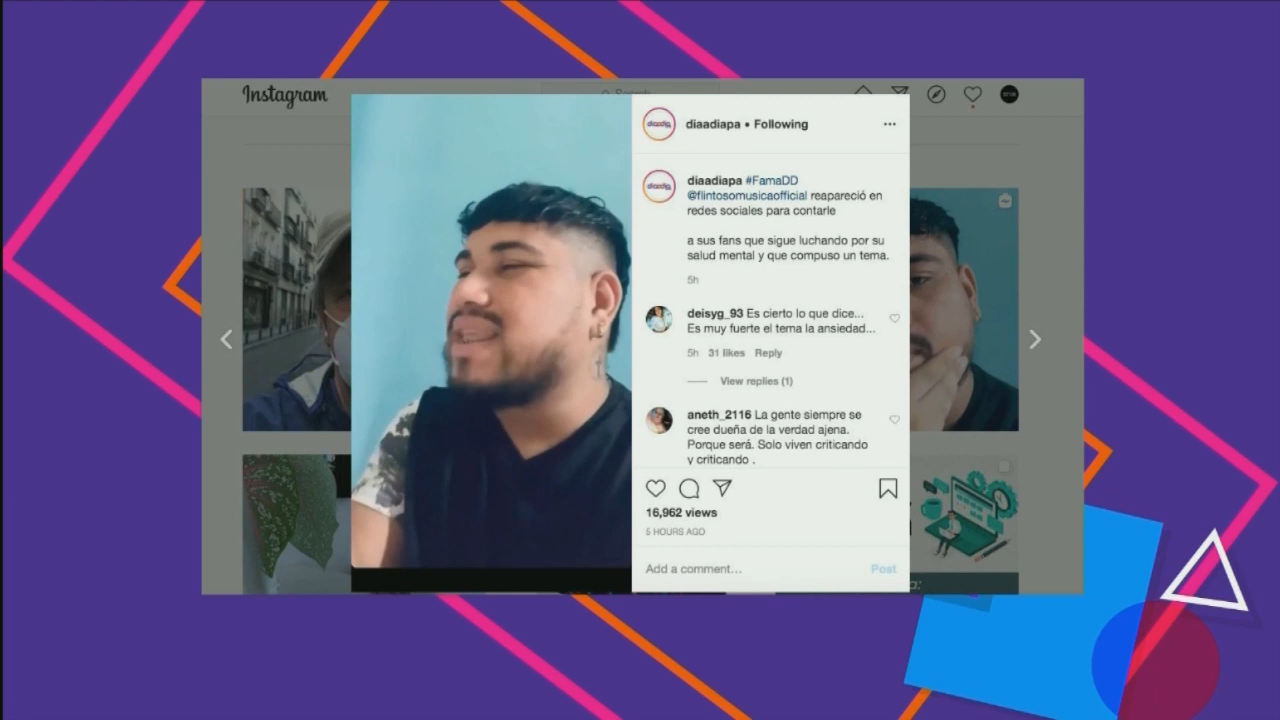 Instagram
Search
diaadiapa • Following
diaadiapa #FamaDD
@flintosomusicaofficial reapareció en
redes sociales para contarle
a sus fans que sigue luchando por su
salud mental y que compuso un tema.
5h
deisyg_93 Es cierto lo que dice...
Es muy fuerte el tema la ansiedad...
5h 31 likes Reply
View replies (1)
aneth_2116 La gente siempre se
cree dueña de la verdad ajena.
Porque será. Solo viven criticando
y criticando .
16,962 views
5 HOURS AGO
Add a comment...
Post